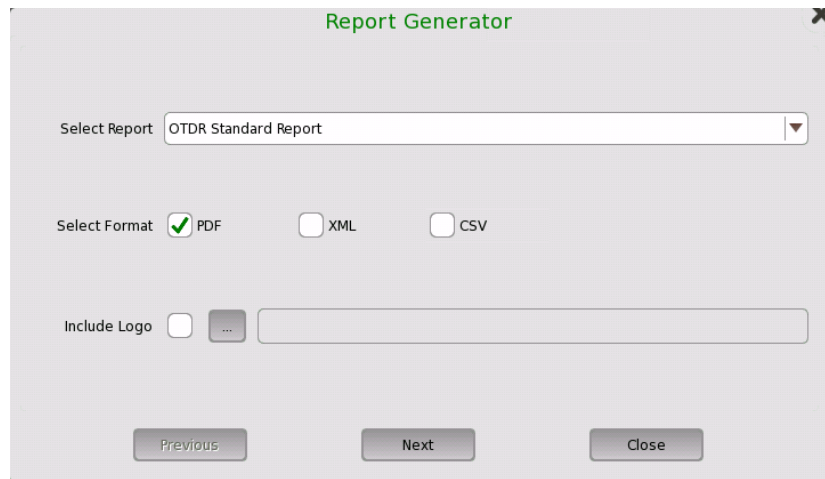 Report Generator
Select Report OTDR Standard Report
Select Format PDF XML CSV
Include Logo ...
Previous Next Close